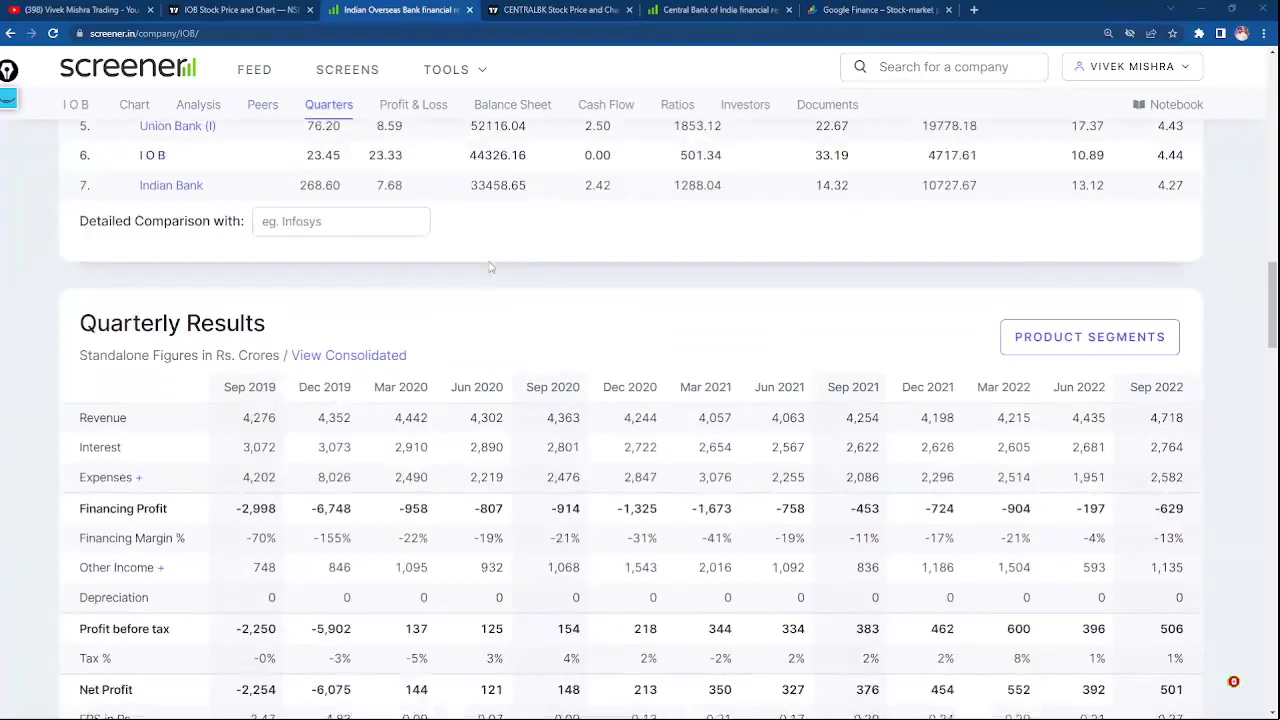 (398) Vivek Mishra Trading - You
IOB Stock Price and Chart — NSE
Indian Overseas Bank financial re
CENTRALBK Stock Price and Cha
Central Bank of India financial re
Google Finance – Stock-market p
screener.in/company/IOB/
screener
FEED SCREENS TOOLS
Search for a company
VIVEK MISHRA
I O B Chart Analysis Peers Quarters Profit & Loss Balance Sheet Cash Flow Ratios Investors Documents Notebook
5. Union Bank (I) 76.20 8.59 52116.04 2.50 1853.12 22.67 19778.18 17.37 4.43
6. I O B 23.45 23.33 44326.16 0.00 501.34 33.19 4717.61 10.89 4.44
7. Indian Bank 268.60 7.68 33458.65 2.42 1288.04 14.32 10727.67 13.12 4.27
Detailed Comparison with: eg. Infosys
Quarterly Results
PRODUCT SEGMENTS
Standalone Figures in Rs. Crores / View Consolidated
Sep 2019 Dec 2019 Mar 2020 Jun 2020 Sep 2020 Dec 2020 Mar 2021 Jun 2021 Sep 2021 Dec 2021 Mar 2022 Jun 2022 Sep 2022
Revenue 4,276 4,352 4,442 4,302 4,363 4,244 4,057 4,063 4,254 4,198 4,215 4,435 4,718
Interest 3,072 3,073 2,910 2,890 2,801 2,722 2,654 2,567 2,622 2,626 2,605 2,681 2,764
Expenses + 4,202 8,026 2,490 2,219 2,476 2,847 3,076 2,255 2,086 2,296 2,514 1,951 2,582
Financing Profit -2,998 -6,748 -958 -807 -914 -1,325 -1,673 -758 -453 -724 -904 -197 -629
Financing Margin % -70% -155% -22% -19% -21% -31% -41% -19% -11% -17% -21% -4% -13%
Other Income + 748 846 1,095 932 1,068 1,543 2,016 1,092 836 1,186 1,504 593 1,135
Depreciation 0 0 0 0 0 0 0 0 0 0 0 0 0
Profit before tax -2,250 -5,902 137 125 154 218 344 334 383 462 600 396 506
Tax % -0% -3% -5% 3% 4% 2% -2% 2% 2% 2% 8% 1% 1%
Net Profit -2,254 -6,075 144 121 148 213 350 327 376 454 552 392 501